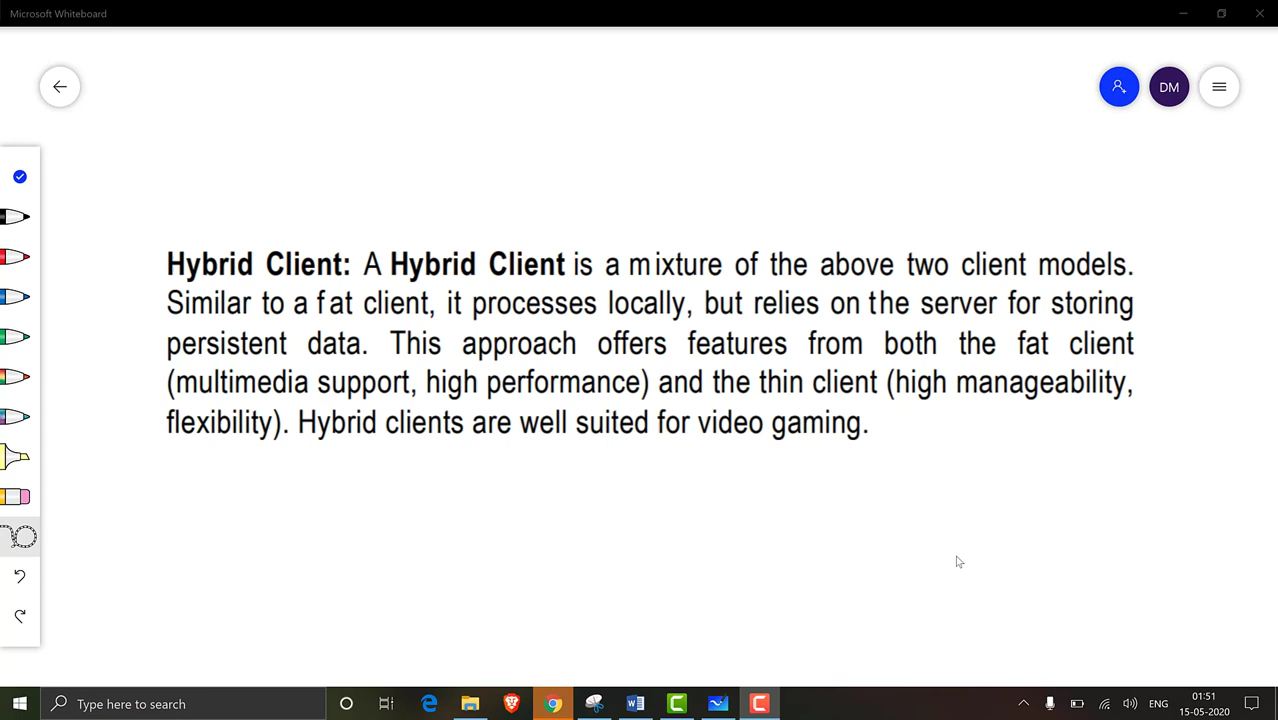 Microsoft Whiteboard
DM
Hybrid Client: A Hybrid Client is a mixture of the above two client models.
Similar to a fat client, it processes locally, but relies on the server for storing
persistent data. This approach offers features from both the fat client
(multimedia support, high performance) and the thin client (high manageability,
flexibility). Hybrid clients are well suited for video gaming.
Type here to search
ENG
01:51
15-05-2020